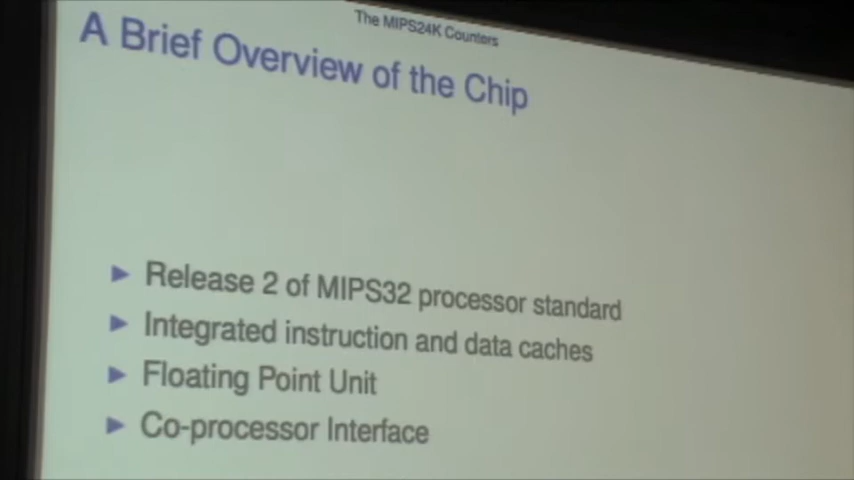 The MIPS24K Counters
A Brief Overview of the Chip
Release 2 of MIPS32 processor standard
Integrated instruction and data caches
Floating Point Unit
Co-processor Interface